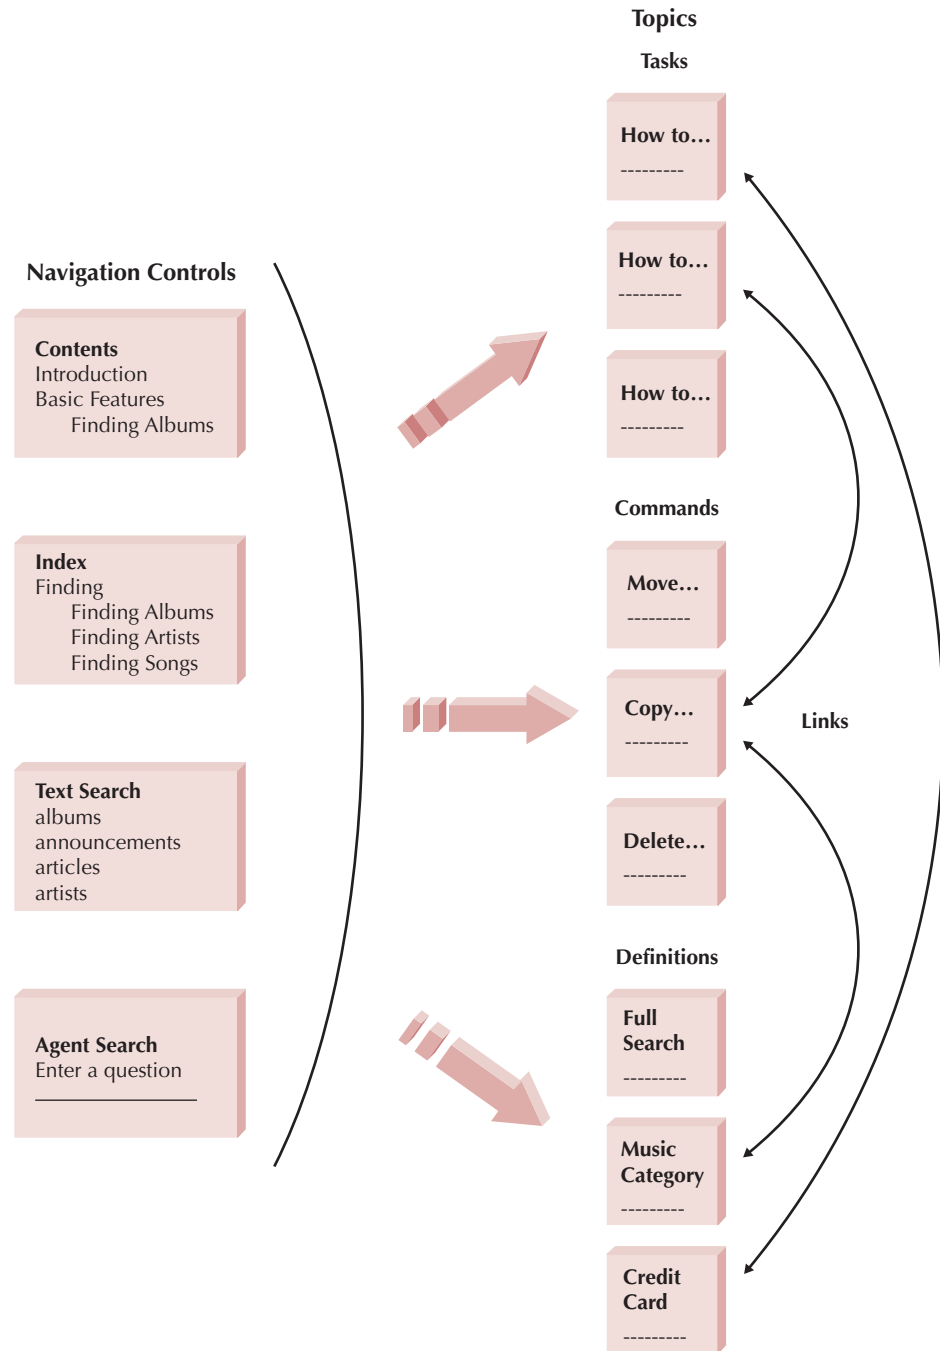 Topics
Tasks
How to…
---------
How to…
---------
How to…
---------
Navigation Controls
Contents
Introduction
Basic Features
Finding Albums
Index
Finding
Finding Albums
Finding Artists
Finding Songs
Text Search
albums
announcements
articles
artists
Agent Search
Enter a question
Commands
Move…
---------
Copy…
---------
Delete…
---------
Links
Definitions
Full
Search
---------
Music
Category
---------
Credit
Card
---------